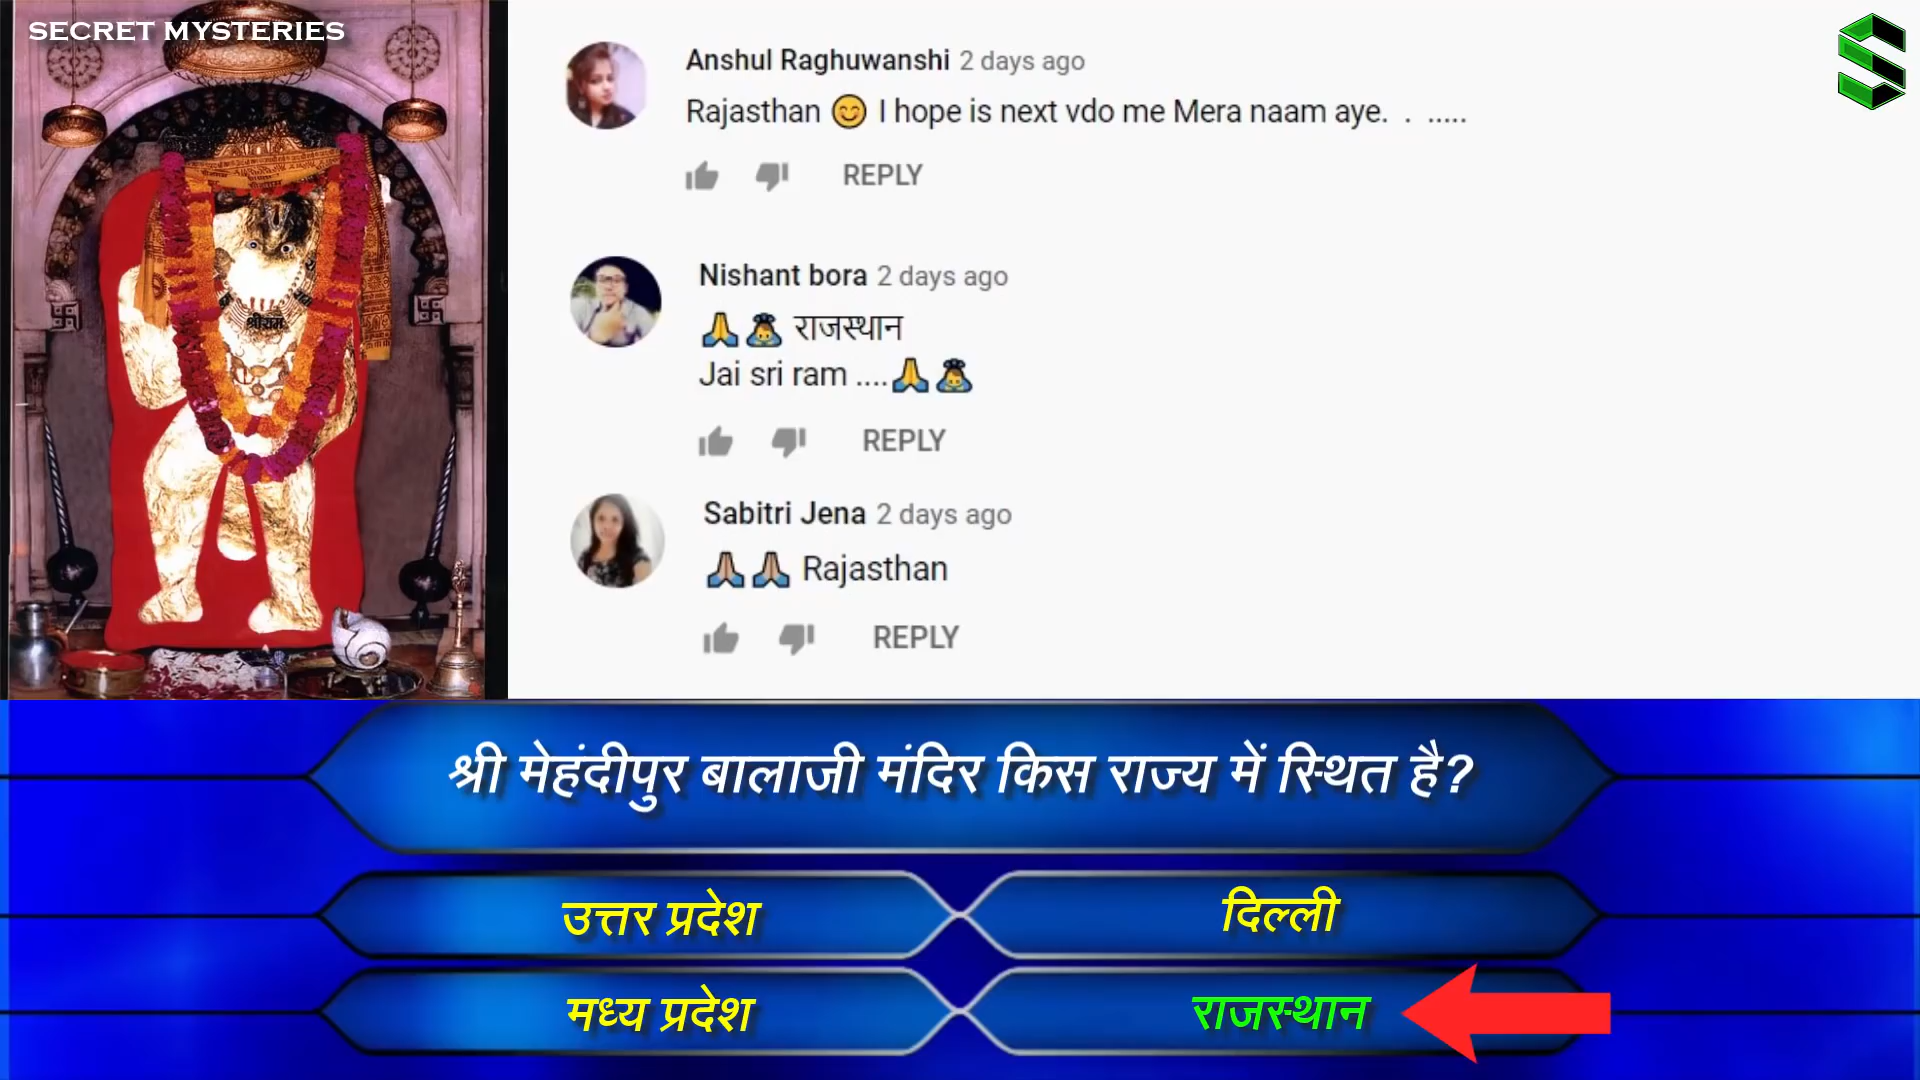 SECRET MYSTERIES
श्रीराम
Anshul Raghuwanshi 2 days ago
Rajasthan 😊 I hope is next vdo me Mera naam aye. . .....
REPLY
Nishant bora 2 days ago
🙏🙇 राजस्थान
Jai sri ram ....🙏🙇
REPLY
Sabitri Jena 2 days ago
🙏🙏 Rajasthan
REPLY
श्री मेहंदीपुर बालाजी मंदिर किस राज्य में स्थित है?
उत्तर प्रदेश
दिल्ली
मध्य प्रदेश
राजस्थान